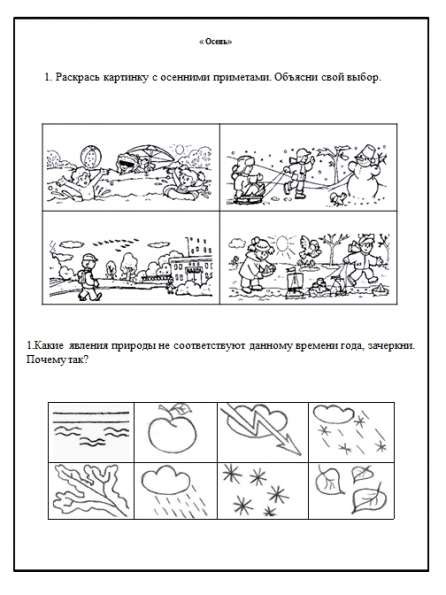 « Осень»
1. Раскрась картинку с осенними приметами. Объясни свой выбор.
1.Какие явления природы не соответствуют данному времени года, зачеркни.
Почему так?